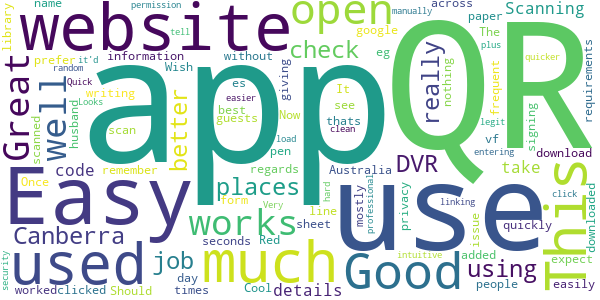 library random permission manually across paper Scanning
it'd tell google
website open The plus eg quicker
husband prefer information without check really nothing frequent requirements
Wish giving
Great Looks Quick writing es It see
well better best thats signing legit
scanned scan guests Now pen load clean entering
app QR This
easier
Easy code remember regards Australia DVR vf take download
Once places form privacy line
Canberra works mostly hard Very professional linking click downloaded
used job seconds Red sheet issue using
security day times Cool details added quickly people expect easily
worked clicked Should much Good intuitive use